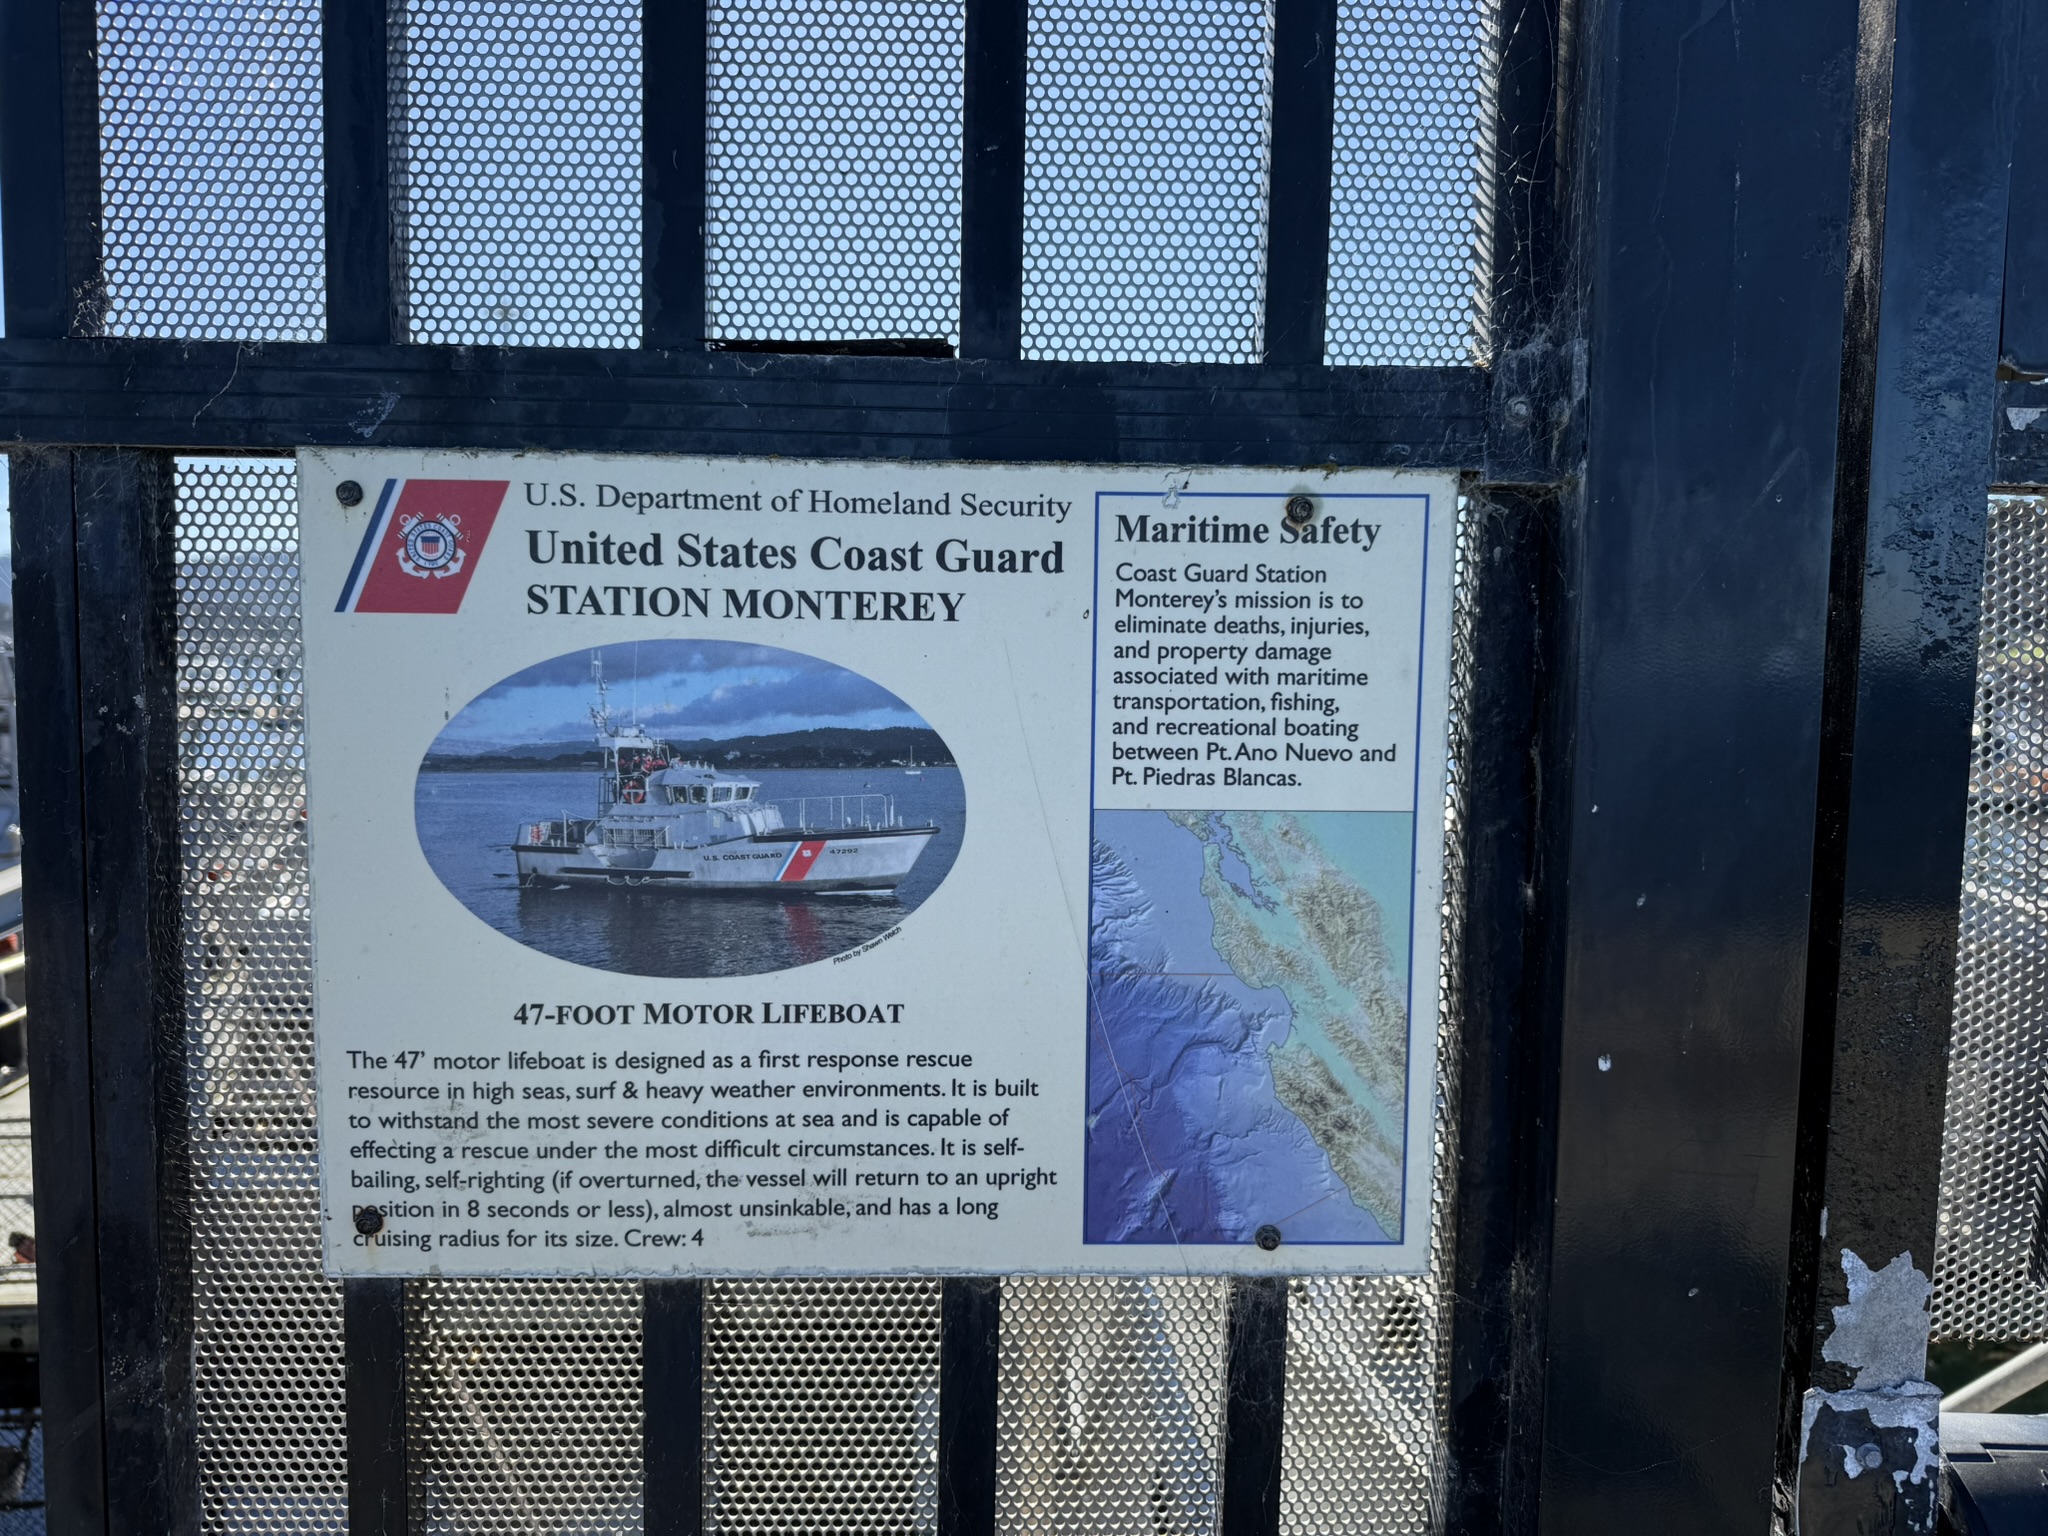 U.S. Department of Homeland Security
United States Coast Guard
STATION MONTEREY
U.S. COAST GUARD
47292
Photo by Shawn Welch
47-FOOT MOTOR LIFEBOAT
The 47' motor lifeboat is designed as a first response rescue
resource in high seas, surf & heavy weather environments. It is built
to withstand the most severe conditions at sea and is capable of
effecting a rescue under the most difficult circumstances. It is self-
bailing, self-righting (if overturned, the vessel will return to an upright
position in 8 seconds or less), almost unsinkable, and has a long
cruising radius for its size. Crew: 4
Maritime Safety
Coast Guard Station
Monterey's mission is to
eliminate deaths, injuries,
and property damage
associated with maritime
transportation, fishing,
and recreational boating
between Pt. Ano Nuevo and
Pt. Piedras Blancas.